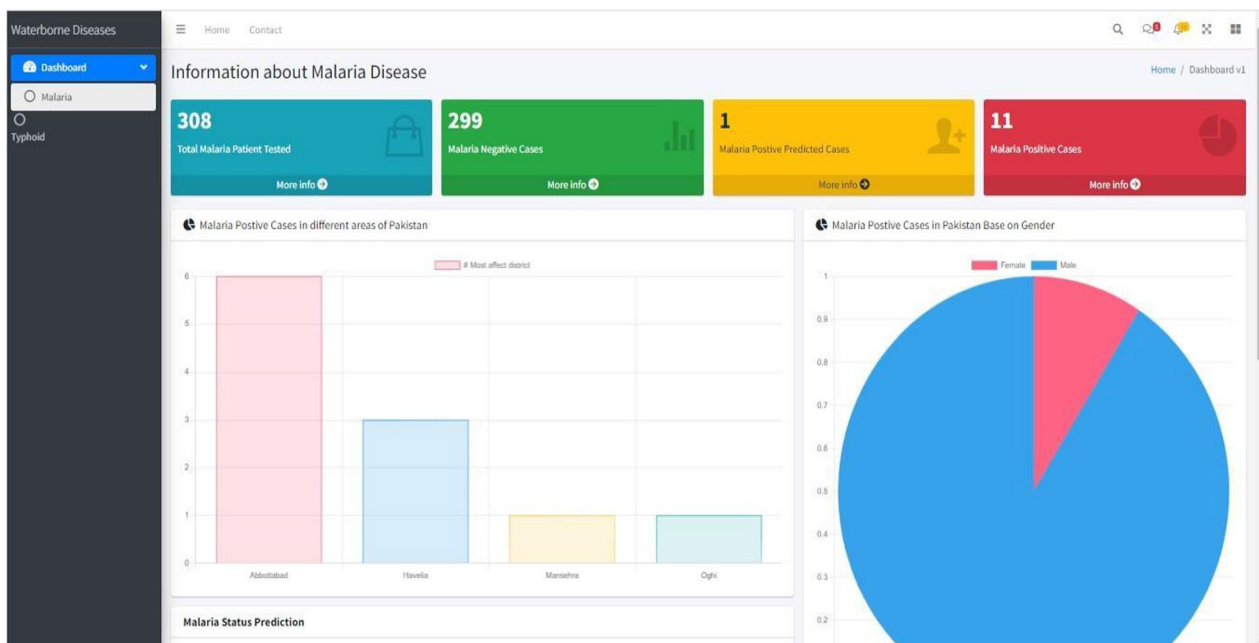 Waterborne Diseases
Home Contact
Dashboard
Malaria
Typhoid
Information about Malaria Disease
Home / Dashboard v1
308
Total Malaria Patient Tested
More info
299
Malaria Negative Cases
More info
1
Malaria Postive Predicted Cases
More info
11
Malaria Positive Cases
More info
Malaria Postive Cases in different areas of Pakistan
# Most affect district
6
5
4
3
2
1
0
Abbottabad Havelia Mansehra Oghi
Malaria Postive Cases in Pakistan Base on Gender
Female Male
1
0.9
0.8
0.7
0.6
0.5
0.4
0.3
0.2
Malaria Status Prediction